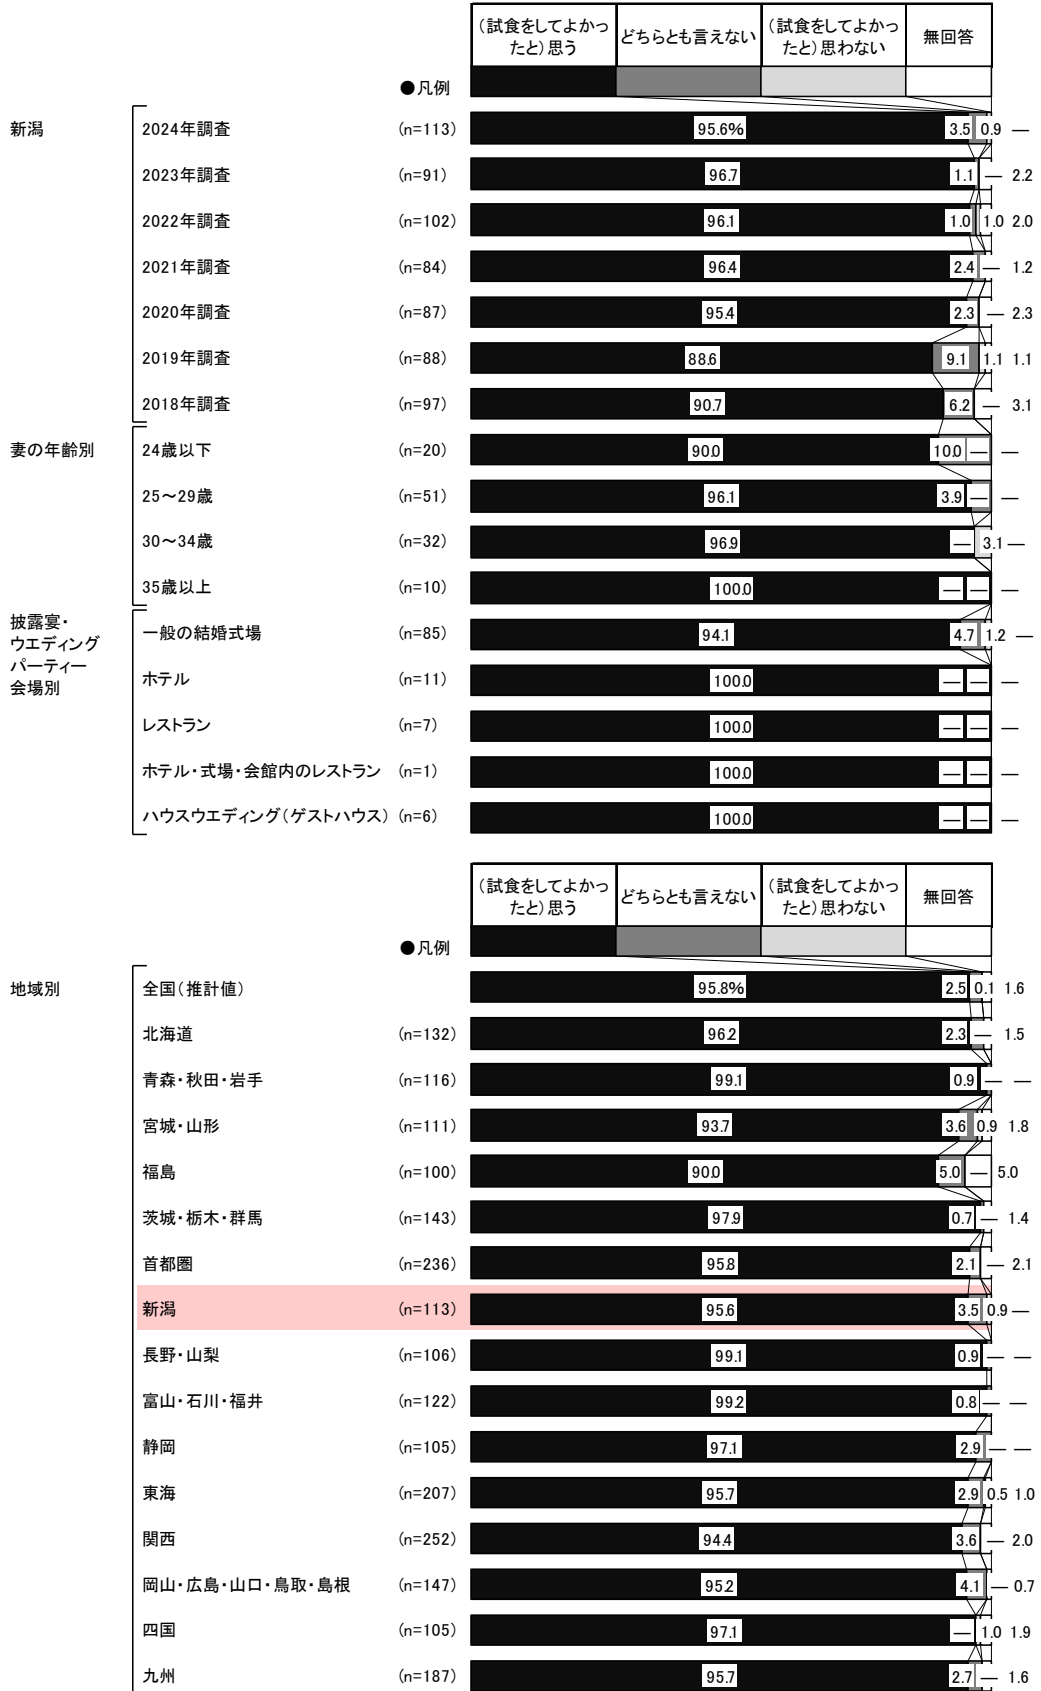 (試食をしてよかっ
たと)思う
どちらとも言えない
(試食をしてよかっ
たと)思わない
無回答
●凡例
新潟
2024年調査 (n=113) 95.6% 3.5 0.9 —
2023年調査 (n=91) 96.7 1.1 — 2.2
2022年調査 (n=102) 96.1 1.0 1.0 2.0
2021年調査 (n=84) 96.4 2.4 — 1.2
2020年調査 (n=87) 95.4 2.3 — 2.3
2019年調査 (n=88) 88.6 9.1 1.1 1.1
2018年調査 (n=97) 90.7 6.2 — 3.1
妻の年齢別
24歳以下 (n=20) 90.0 10.0 — —
25～29歳 (n=51) 96.1 3.9 — —
30～34歳 (n=32) 96.9 — 3.1 —
35歳以上 (n=10) 100.0 — — —
披露宴・
ウエディング
パーティー
会場別
一般の結婚式場 (n=85) 94.1 4.7 1.2 —
ホテル (n=11) 100.0 — — —
レストラン (n=7) 100.0 — — —
ホテル・式場・会館内のレストラン (n=1) 100.0 — — —
ハウスウエディング(ゲストハウス) (n=6) 100.0 — — —
(試食をしてよかっ
たと)思う
どちらとも言えない
(試食をしてよかっ
たと)思わない
無回答
●凡例
地域別
全国(推計値) 95.8% 2.5 0.1 1.6
北海道 (n=132) 96.2 2.3 — 1.5
青森・秋田・岩手 (n=116) 99.1 0.9 — —
宮城・山形 (n=111) 93.7 3.6 0.9 1.8
福島 (n=100) 90.0 5.0 — 5.0
茨城・栃木・群馬 (n=143) 97.9 0.7 — 1.4
首都圏 (n=236) 95.8 2.1 — 2.1
新潟 (n=113) 95.6 3.5 0.9 —
長野・山梨 (n=106) 99.1 0.9 — —
富山・石川・福井 (n=122) 99.2 0.8 — —
静岡 (n=105) 97.1 2.9 — —
東海 (n=207) 95.7 2.9 0.5 1.0
関西 (n=252) 94.4 3.6 — 2.0
岡山・広島・山口・鳥取・島根 (n=147) 95.2 4.1 — 0.7
四国 (n=105) 97.1 — 1.0 1.9
九州 (n=187) 95.7 2.7 — 1.6